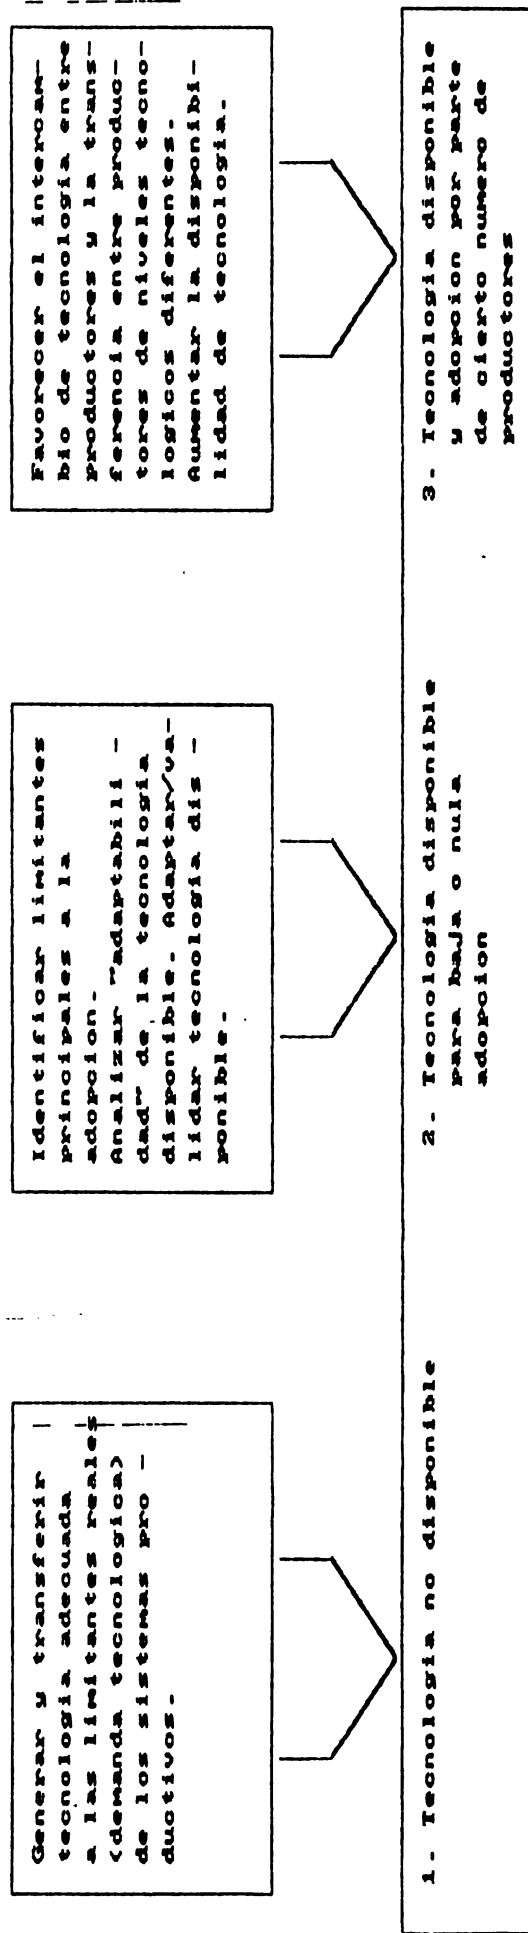 Generar y transferir
tecnologia adecuada
a las limitantes reales
(demanda tecnologica)
de los sistemas pro -
ductivos.
Identificar limitantes
principales a la
adopcion.
Analizar "adaptabili -
dad" de la tecnologia
disponible. Adaptar/va-
lidar tecnologia dis -
ponible.
Favorecer el intercam-
bio de tecnologia entre
productores y la trans-
ferencia entre produc-
tores de niveles tecno-
logicos diferentes.
Aumentar la disponibi-
lidad de tecnologia.
1. Tecnologia no disponible
2. Tecnologia disponible
para baja o nula
adopcion
3. Tecnologia disponible
y adopcion por parte
de cierto numero de
productores